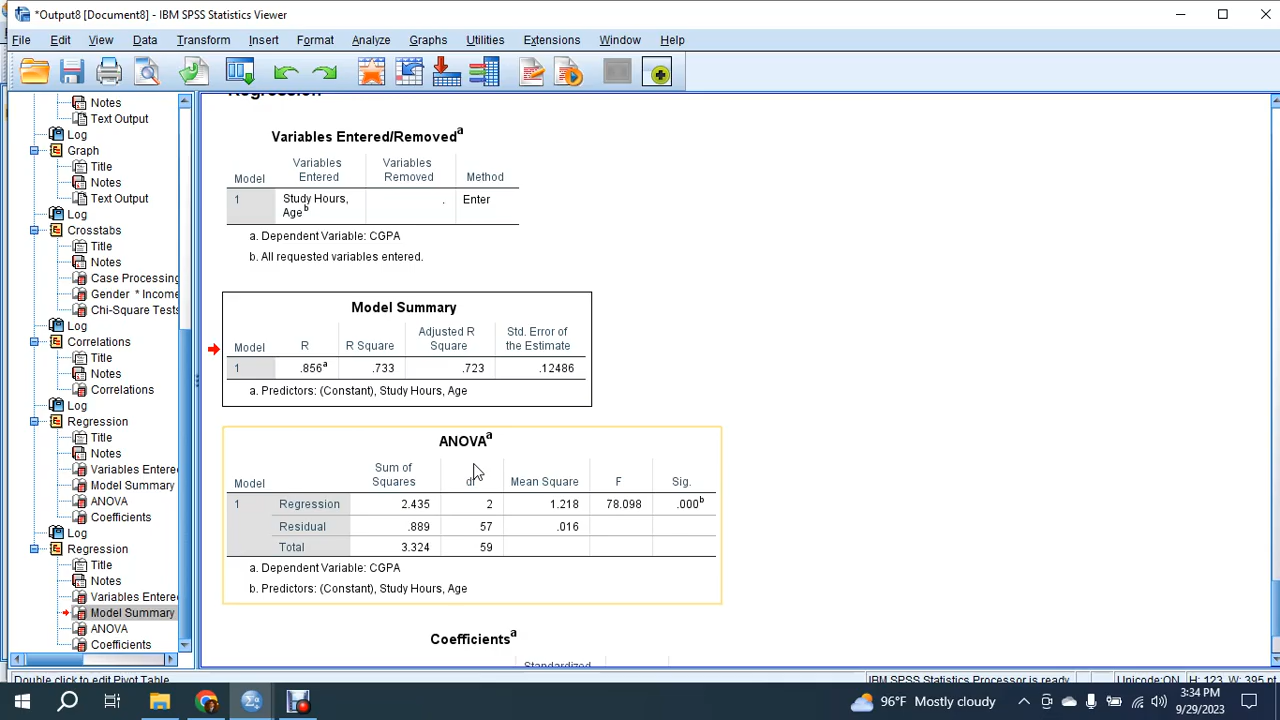 *Output8 [Document8] - IBM SPSS Statistics Viewer
File Edit View Data Transform Insert Format Analyze Graphs Utilities Extensions Window Help
Notes
Text Output
Log
Graph
Title
Notes
Text Output
Log
Crosstabs
Title
Notes
Case Processing
Gender * Income
Chi-Square Tests
Log
Correlations
Title
Notes
Correlations
Log
Regression
Title
Notes
Variables Entere
Model Summary
ANOVA
Coefficients
Log
Regression
Title
Notes
Variables Entere
Model Summary
ANOVA
Coefficients
Regression
Variables Entered/Removed a
Variables Variables
Model Entered Removed Method
1 Study Hours, . Enter
Age b
a. Dependent Variable: CGPA
b. All requested variables entered.
Model Summary
Adjusted R Std. Error of
Model R R Square Square the Estimate
1 .856a .733 .723 .12486
a. Predictors: (Constant), Study Hours, Age
ANOVAa
Sum of
Model Squares df Mean Square F Sig.
1 Regression 2.435 2 1.218 78.098 .000b
Residual .889 57 .016
Total 3.324 59
a. Dependent Variable: CGPA
b. Predictors: (Constant), Study Hours, Age
Coefficientsa
Standardized
Double click to edit Pivot Table IBM SPSS Statistics Processor is ready Unicode:ON H: 123, W: 395 pt
96°F Mostly cloudy
3:34 PM
9/29/2023